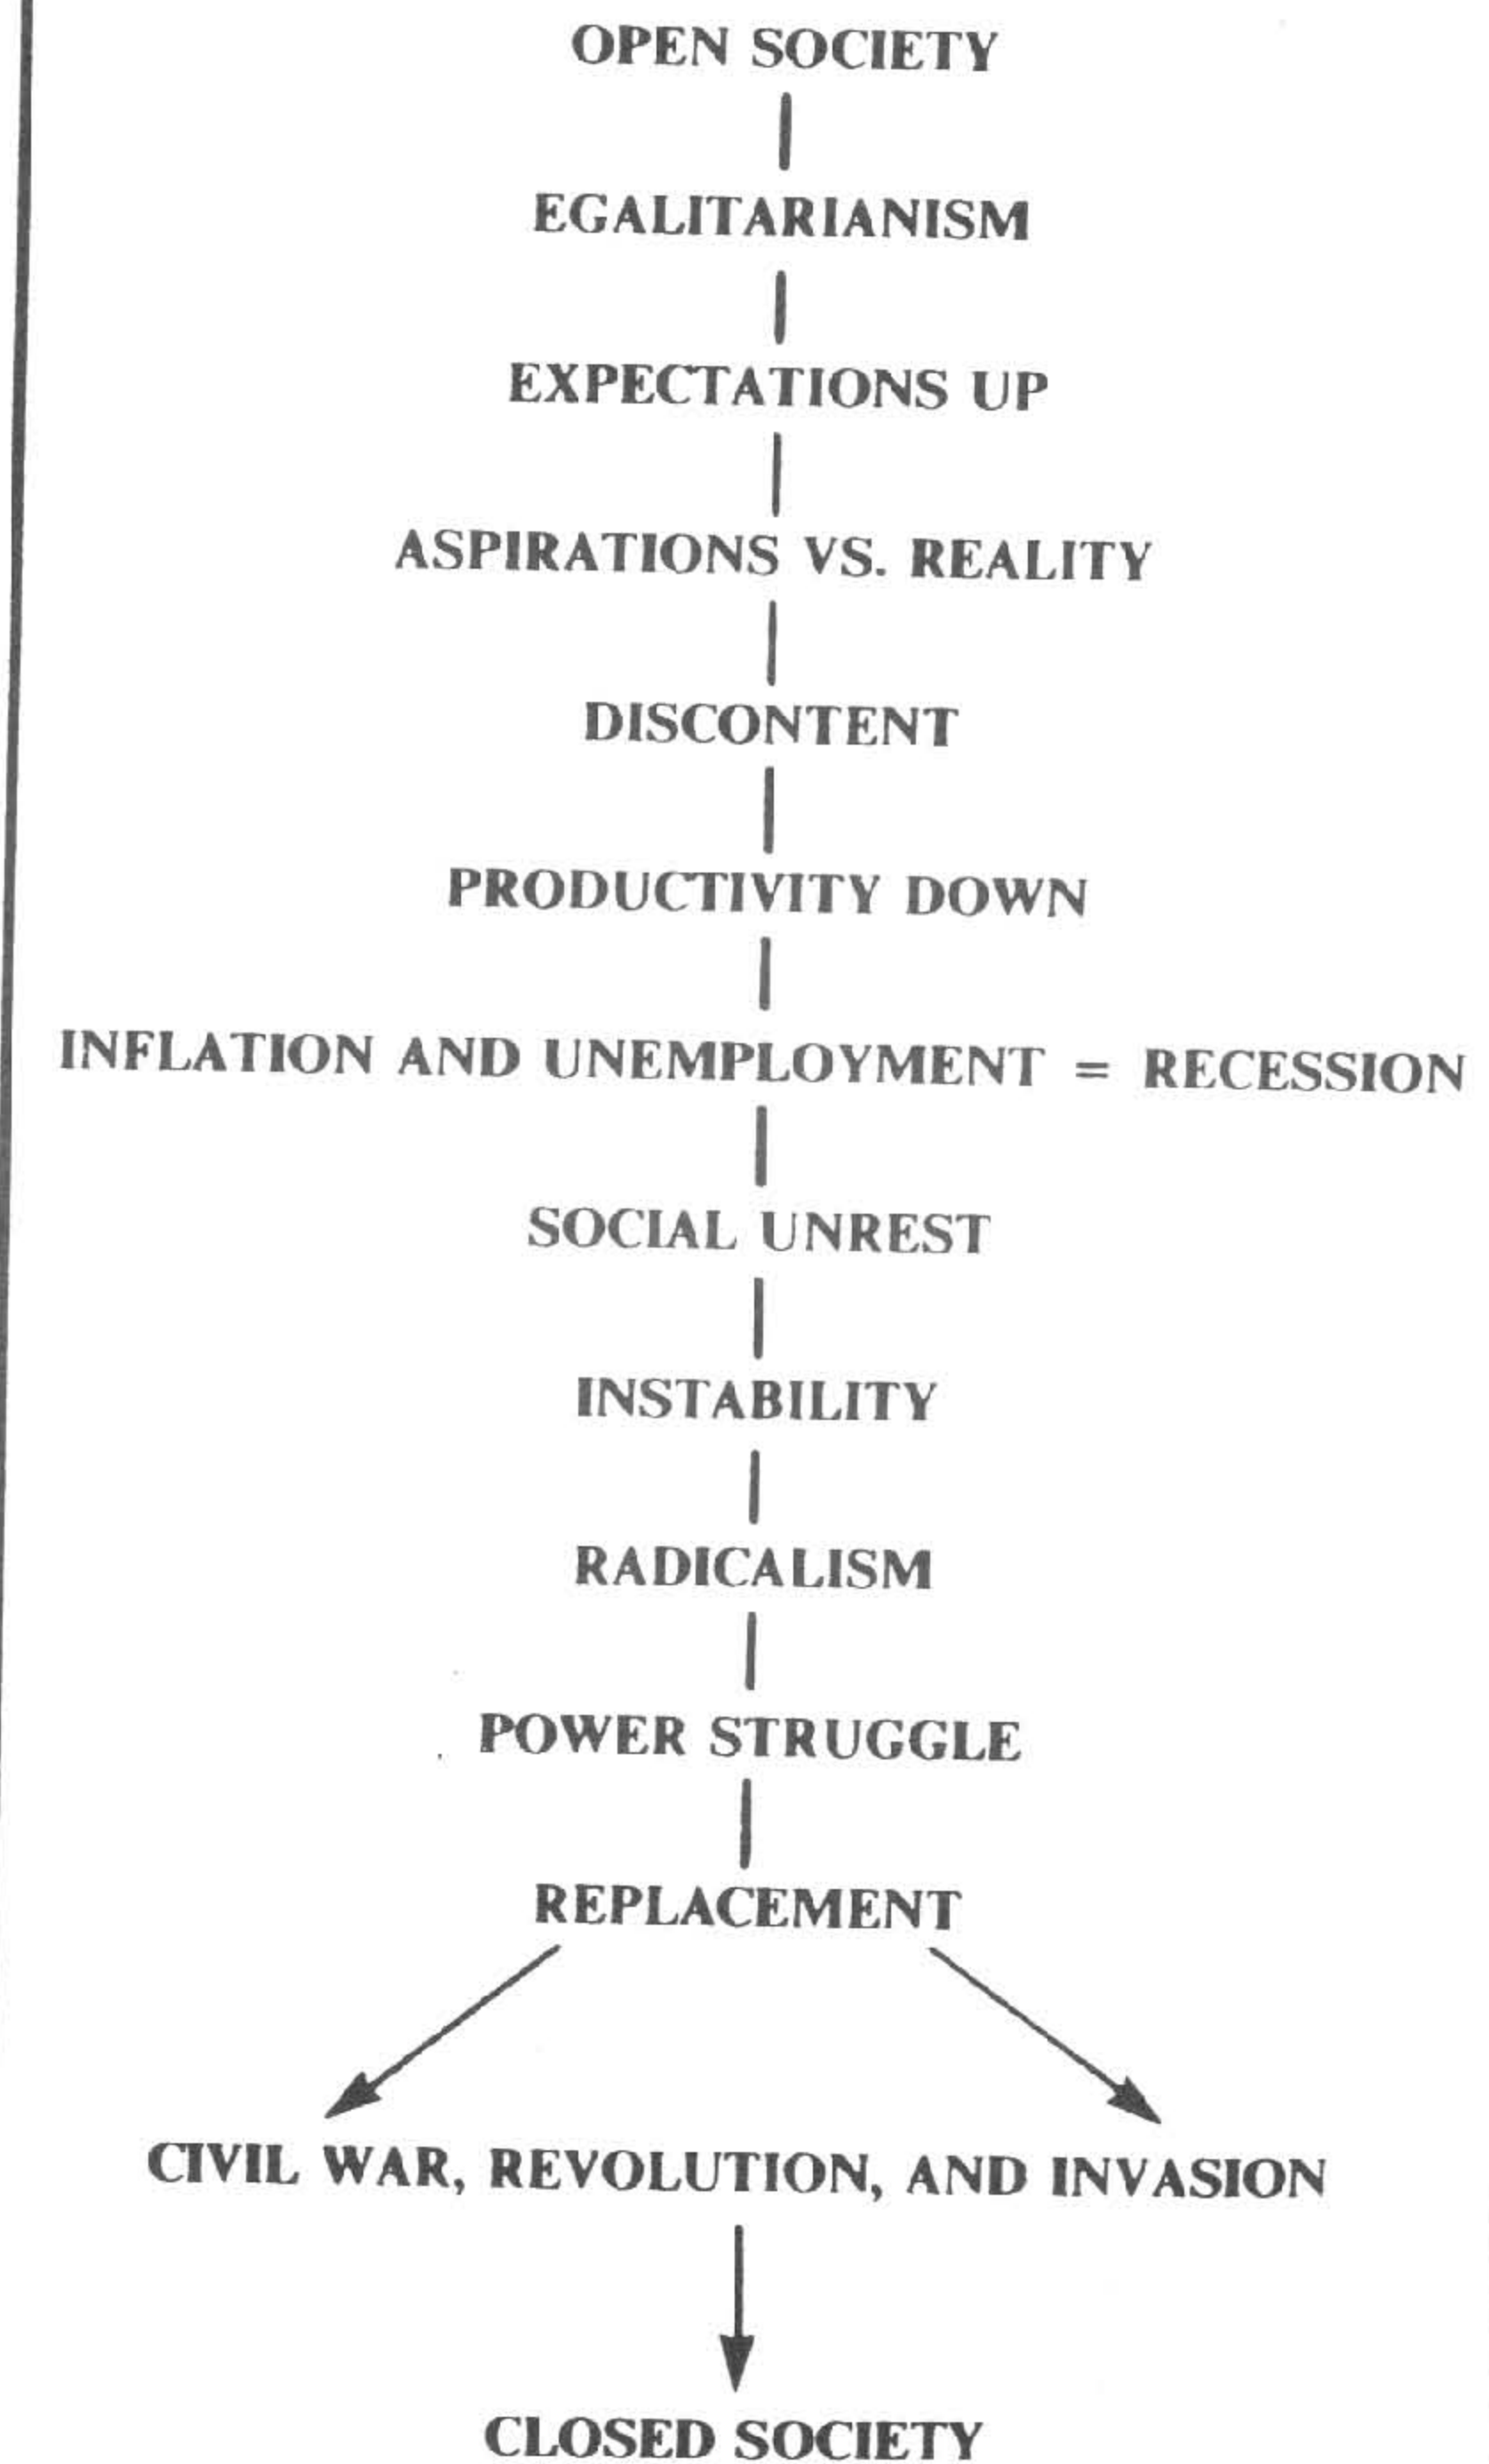 OPEN SOCIETY
EGALITARIANISM
EXPECTATIONS UP
ASPIRATIONS VS. REALITY
DISCONTENT
PRODUCTIVITY DOWN
INFLATION AND UNEMPLOYMENT = RECESSION
SOCIAL UNREST
INSTABILITY
RADICALISM
POWER STRUGGLE
REPLACEMENT
CIVIL WAR, REVOLUTION, AND INVASION
CLOSED SOCIETY